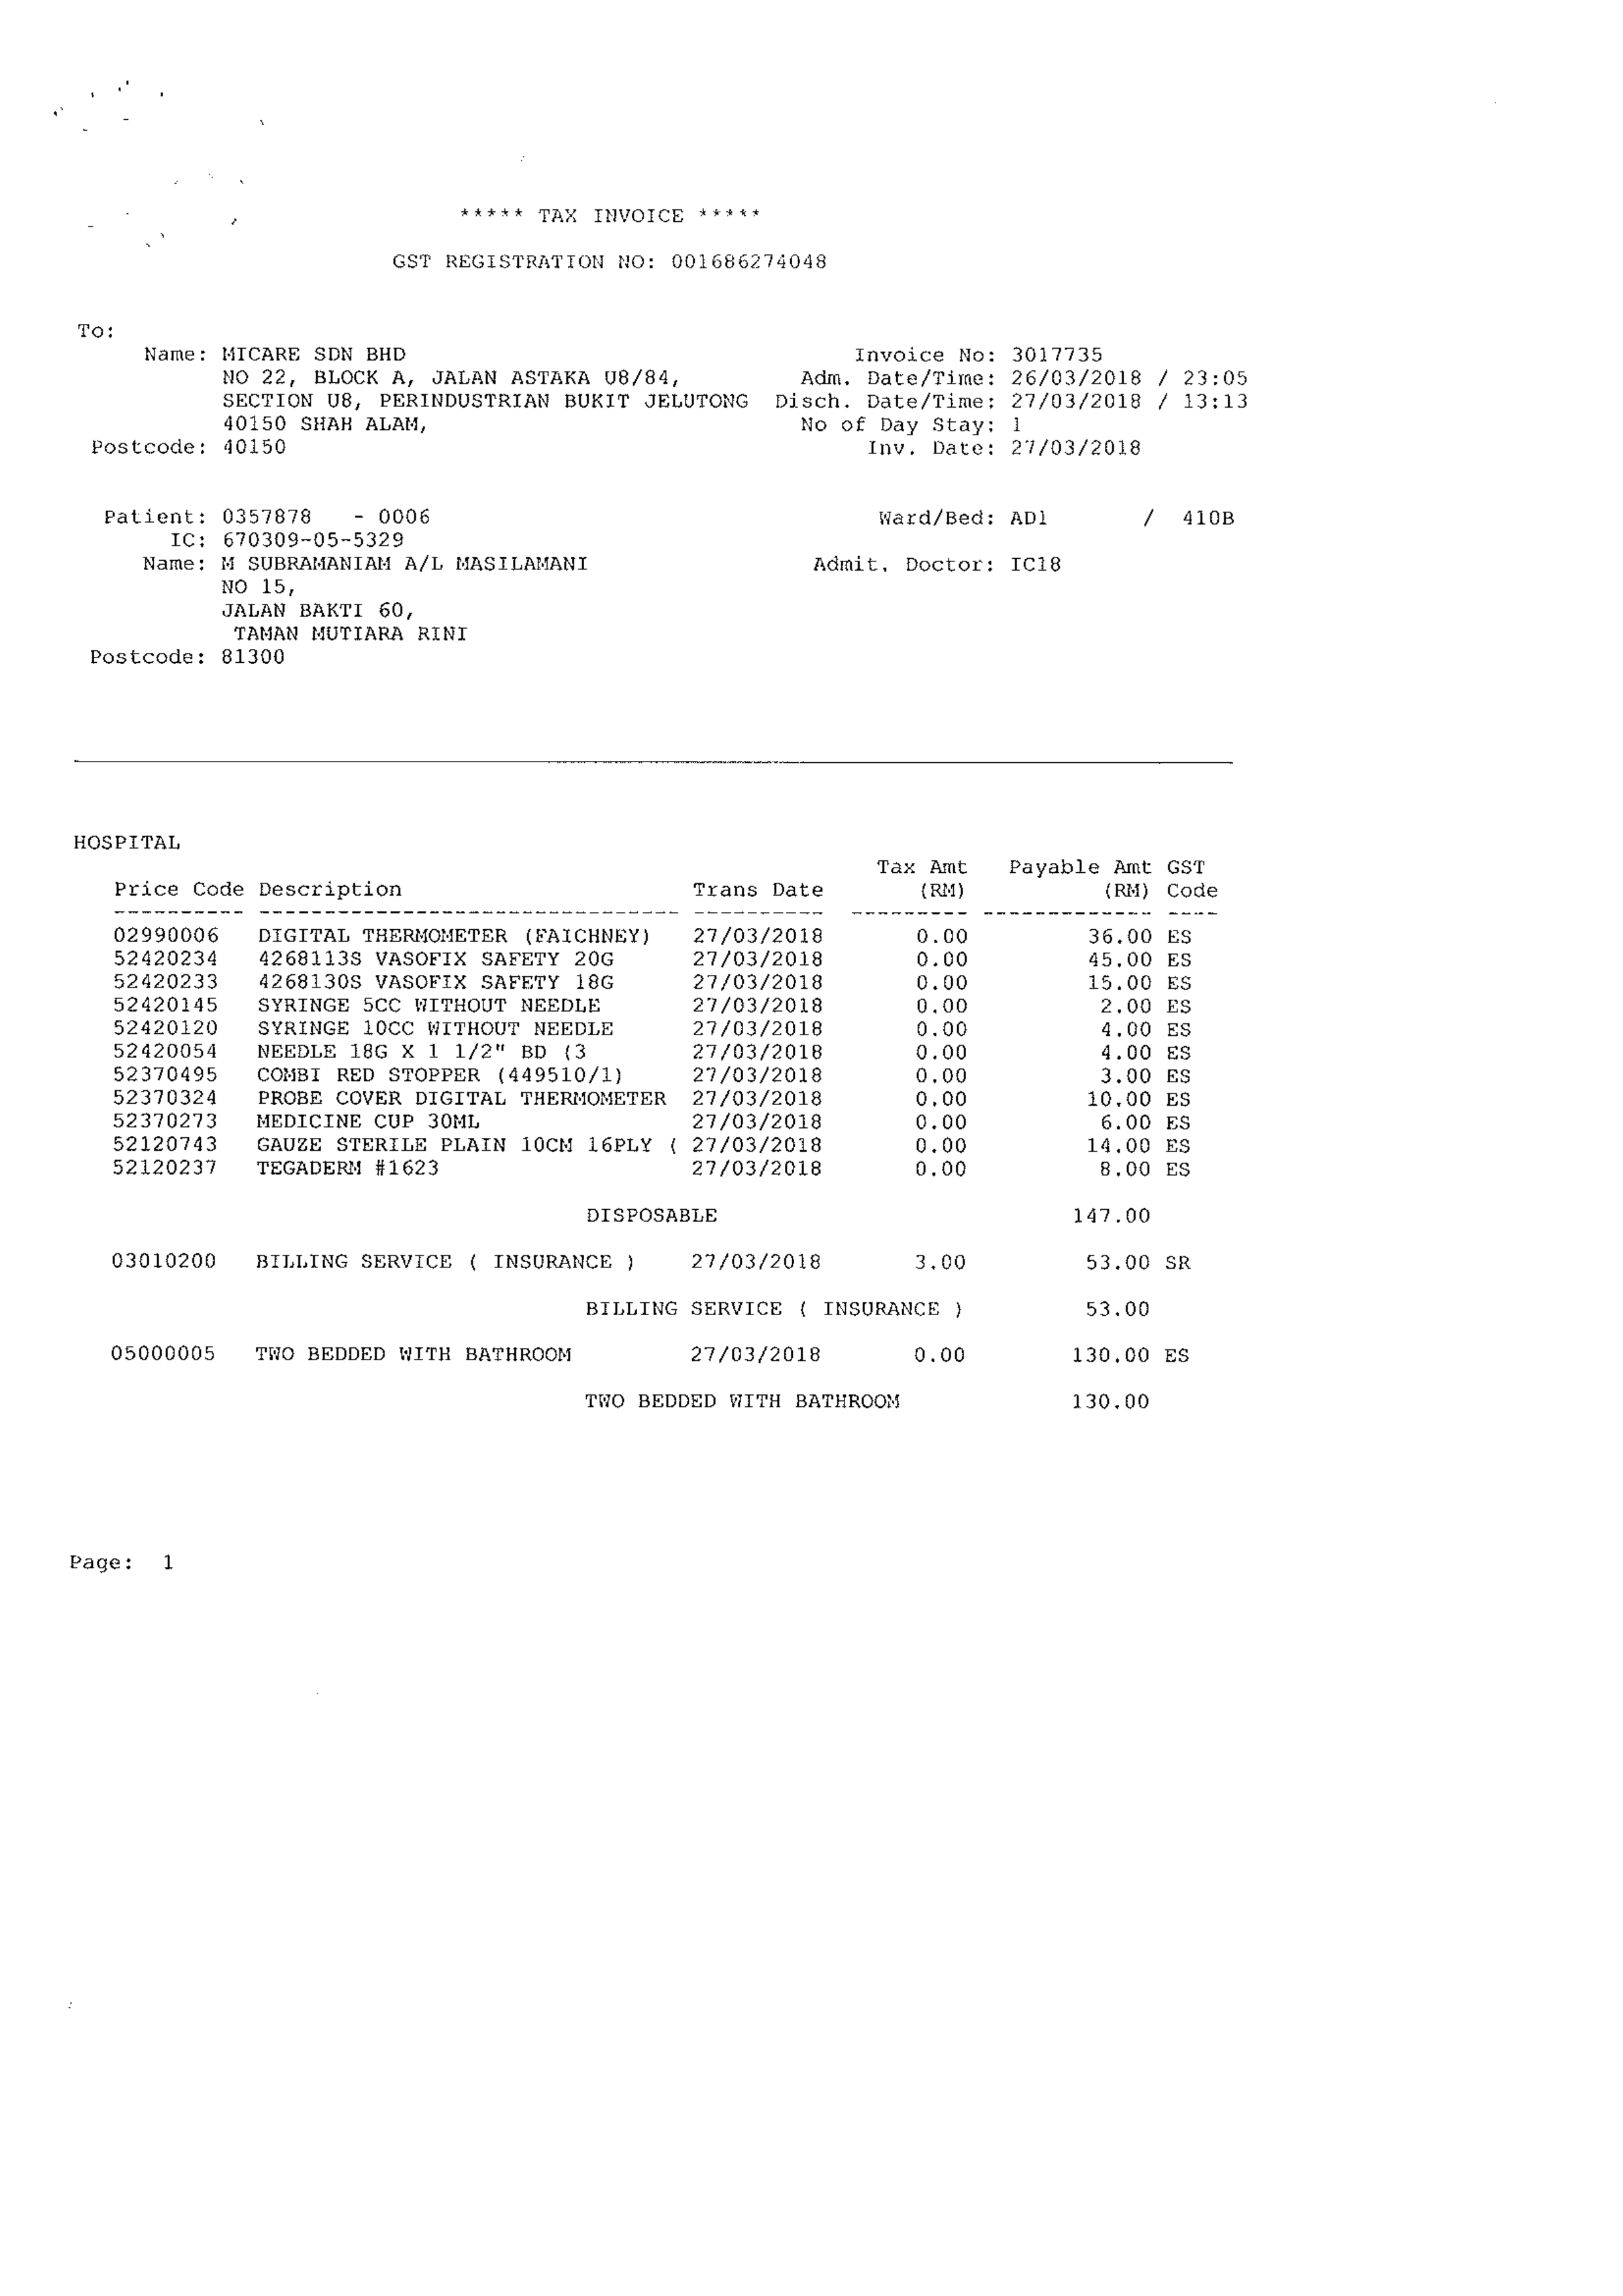 ***** TAX INVOICE *****
GST REGISTRATION NO: 001686274048
To:
Name: MICARE SDN BHD Invoice No: 3017735
NO 22, BLOCK A, JALAN ASTAKA U8/84, Adm. Date/Time: 26/03/2018 / 23:05
SECTION U8, PERINDUSTRIAN BUKIT JELUTONG Disch. Date/Time: 27/03/2018 / 13:13
40150 SHAH ALAM, No of Day Stay: 1
Postcode: 40150 Inv. Date: 27/03/2018
Patient: 0357878 - 0006 Ward/Bed: AD1 / 410B
IC: 670309-05-5329
Name: M SUBRAMANIAM A/L MASILAMANI Admit. Doctor: IC18
NO 15,
JALAN BAKTI 60,
TAMAN MUTIARA RINI
Postcode: 81300
HOSPITAL
Tax Amt Payable Amt GST
Price Code Description Trans Date (RM) (RM) Code
02990006 DIGITAL THERMOMETER (FAICHNEY) 27/03/2018 0.00 36.00 ES
52420234 4268113S VASOFIX SAFETY 20G 27/03/2018 0.00 45.00 ES
52420233 4268130S VASOFIX SAFETY 18G 27/03/2018 0.00 15.00 ES
52420145 SYRINGE 5CC WITHOUT NEEDLE 27/03/2018 0.00 2.00 ES
52420120 SYRINGE 10CC WITHOUT NEEDLE 27/03/2018 0.00 4.00 ES
52420054 NEEDLE 18G X 1 1/2" BD (3 27/03/2018 0.00 4.00 ES
52370495 COMBI RED STOPPER (449510/1) 27/03/2018 0.00 3.00 ES
52370324 PROBE COVER DIGITAL THERMOMETER 27/03/2018 0.00 10.00 ES
52370273 MEDICINE CUP 30ML 27/03/2018 0.00 6.00 ES
52120743 GAUZE STERILE PLAIN 10CM 16PLY ( 27/03/2018 0.00 14.00 ES
52120237 TEGADERM #1623 27/03/2018 0.00 8.00 ES
DISPOSABLE 147.00
03010200 BILLING SERVICE ( INSURANCE ) 27/03/2018 3.00 53.00 SR
BILLING SERVICE ( INSURANCE ) 53.00
05000005 TWO BEDDED WITH BATHROOM 27/03/2018 0.00 130.00 ES
TWO BEDDED WITH BATHROOM 130.00
Page: 1